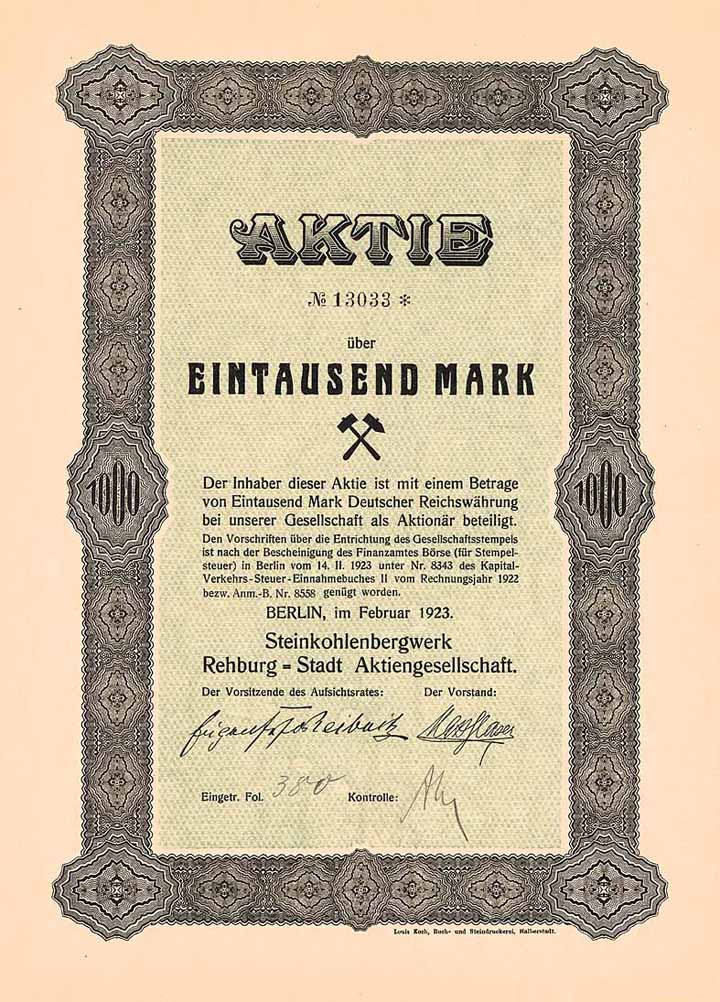 AKTIE
№ 13033 *
über
EINTAUSEND MARK
1000
1000
Der Inhaber dieser Aktie ist mit einem Betrage
von Eintausend Mark Deutscher Reichswährung
bei unserer Gesellschaft als Aktionär beteiligt.
Den Vorschriften über die Entrichtung des Gesellschaftsstempels
ist nach der Bescheinigung des Finanzamtes Börse (für Stempel-
steuer) in Berlin vom 14. II. 1923 unter Nr. 8343 des Kapital-
Verkehrs-Steuer-Einnahmebuches II vom Rechnungsjahr 1922
bezw. Anm.-B. Nr. 8558 genügt worden.
BERLIN, im Februar 1923.
Steinkohlenbergwerk
Rehburg = Stadt Aktiengesellschaft.
Der Vorsitzende des Aufsichtsrates: Der Vorstand:
Eingetr. Fol. 380 Kontrolle:
Louis Koch, Buch- und Steindruckerei, Halberstadt.